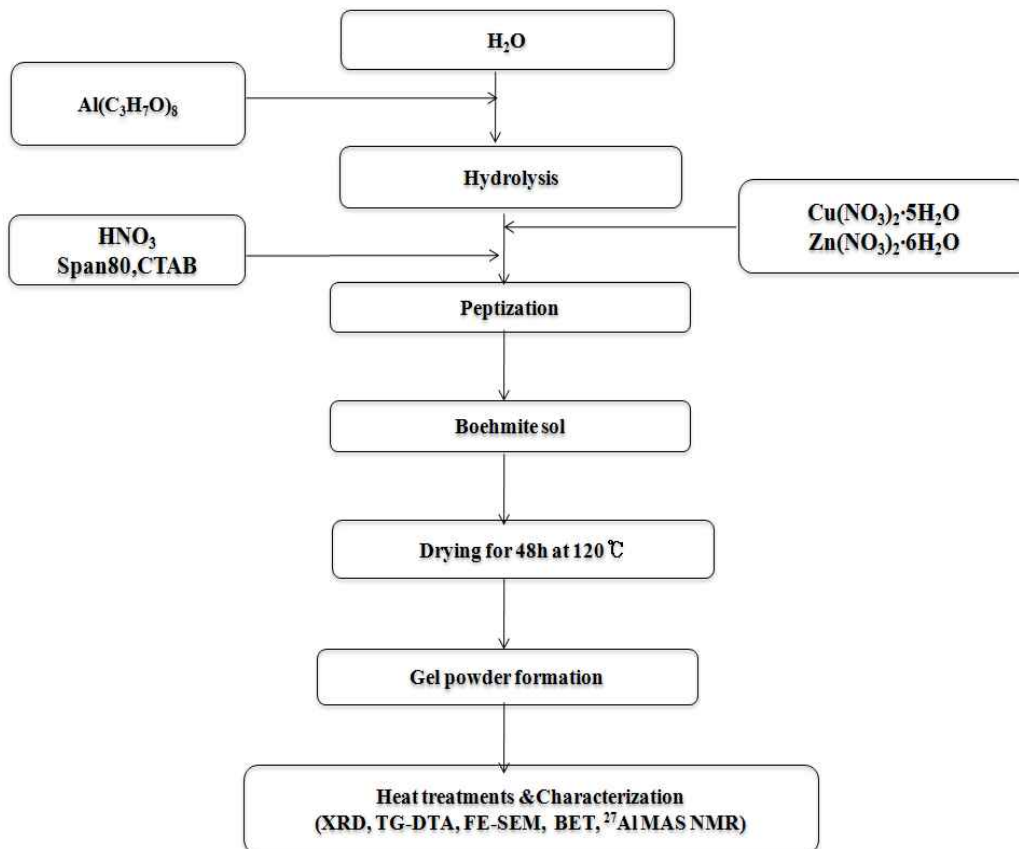 H₂O
Al(C₃H₇O)₈
Hydrolysis
Cu(NO₃)₂·5H₂O
Zn(NO₃)₂·6H₂O
HNO₃
Span80,CTAB
Peptization
Boehmite sol
Drying for 48h at 120℃
Gel powder formation
Heat treatments &Characterization
(XRD, TG-DTA, FE-SEM, BET, ²⁷Al MAS NMR)